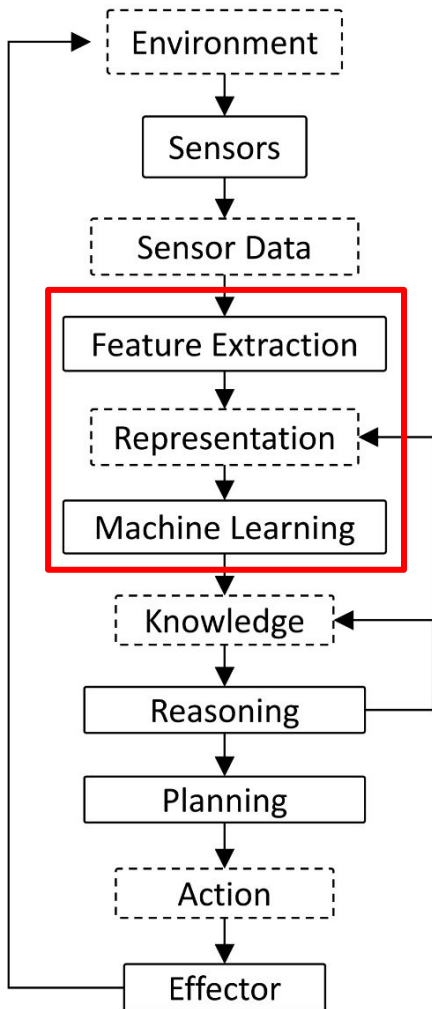 Environment
Sensors
Sensor Data
Feature Extraction
Representation
Machine Learning
Knowledge
Reasoning
Planning
Action
Effector